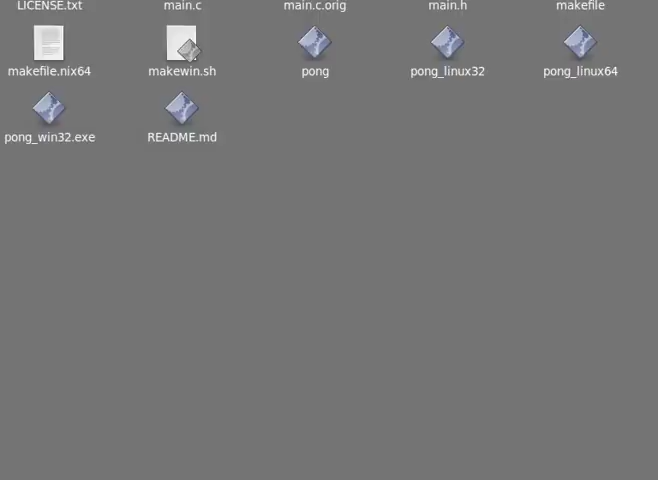 LICENSE.txt main.c main.c.orig main.h makefile
makefile.nix64 makewin.sh pong pong_linux32 pong_linux64
pong_win32.exe README.md